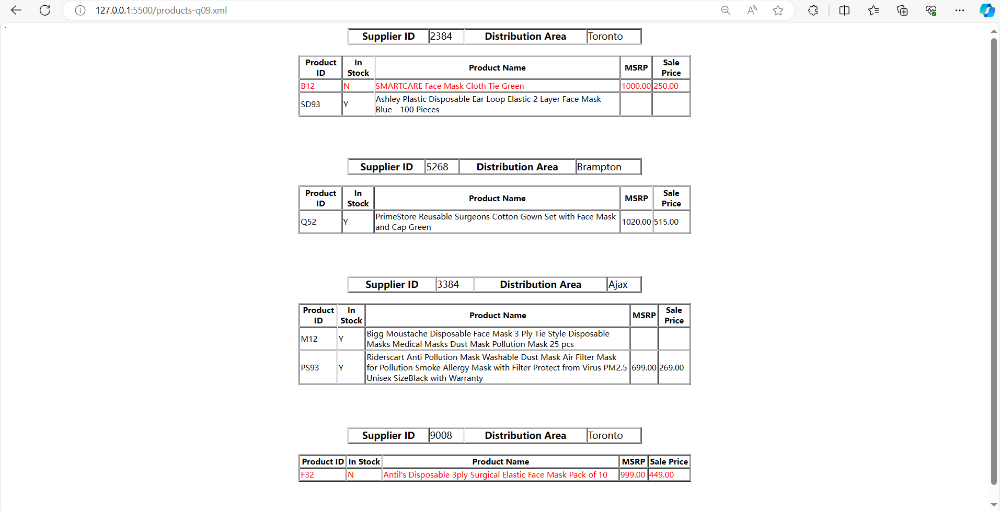 127.0.0.1:5500/products-q09.xml
.
Supplier ID 2384 Distribution Area Toronto
Product ID In Stock Product Name MSRP Sale Price
B12 N SMARTCARE Face Mask Cloth Tie Green 1000.00 250.00
SD93 Y Ashley Plastic Disposable Ear Loop Elastic 2 Layer Face Mask
Blue - 100 Pieces
Supplier ID 5268 Distribution Area Brampton
Product ID In Stock Product Name MSRP Sale Price
Q52 Y PrimeStore Reusable Surgeons Cotton Gown Set with Face Mask
and Cap Green 1020.00 515.00
Supplier ID 3384 Distribution Area Ajax
Product ID In Stock Product Name MSRP Sale Price
M12 Y Bigg Moustache Disposable Face Mask 3 Ply Tie Style Disposable
Masks Medical Masks Dust Mask Pollution Mask 25 pcs
PS93 Y Riderscart Anti Pollution Mask Washable Dust Mask Air Filter Mask
for Pollution Smoke Allergy Mask with Filter Protect from Virus PM2.5
Unisex SizeBlack with Warranty 699.00 269.00
Supplier ID 9008 Distribution Area Toronto
Product ID In Stock Product Name MSRP Sale Price
F32 N Antil's Disposable 3ply Surgical Elastic Face Mask Pack of 10 999.00 449.00